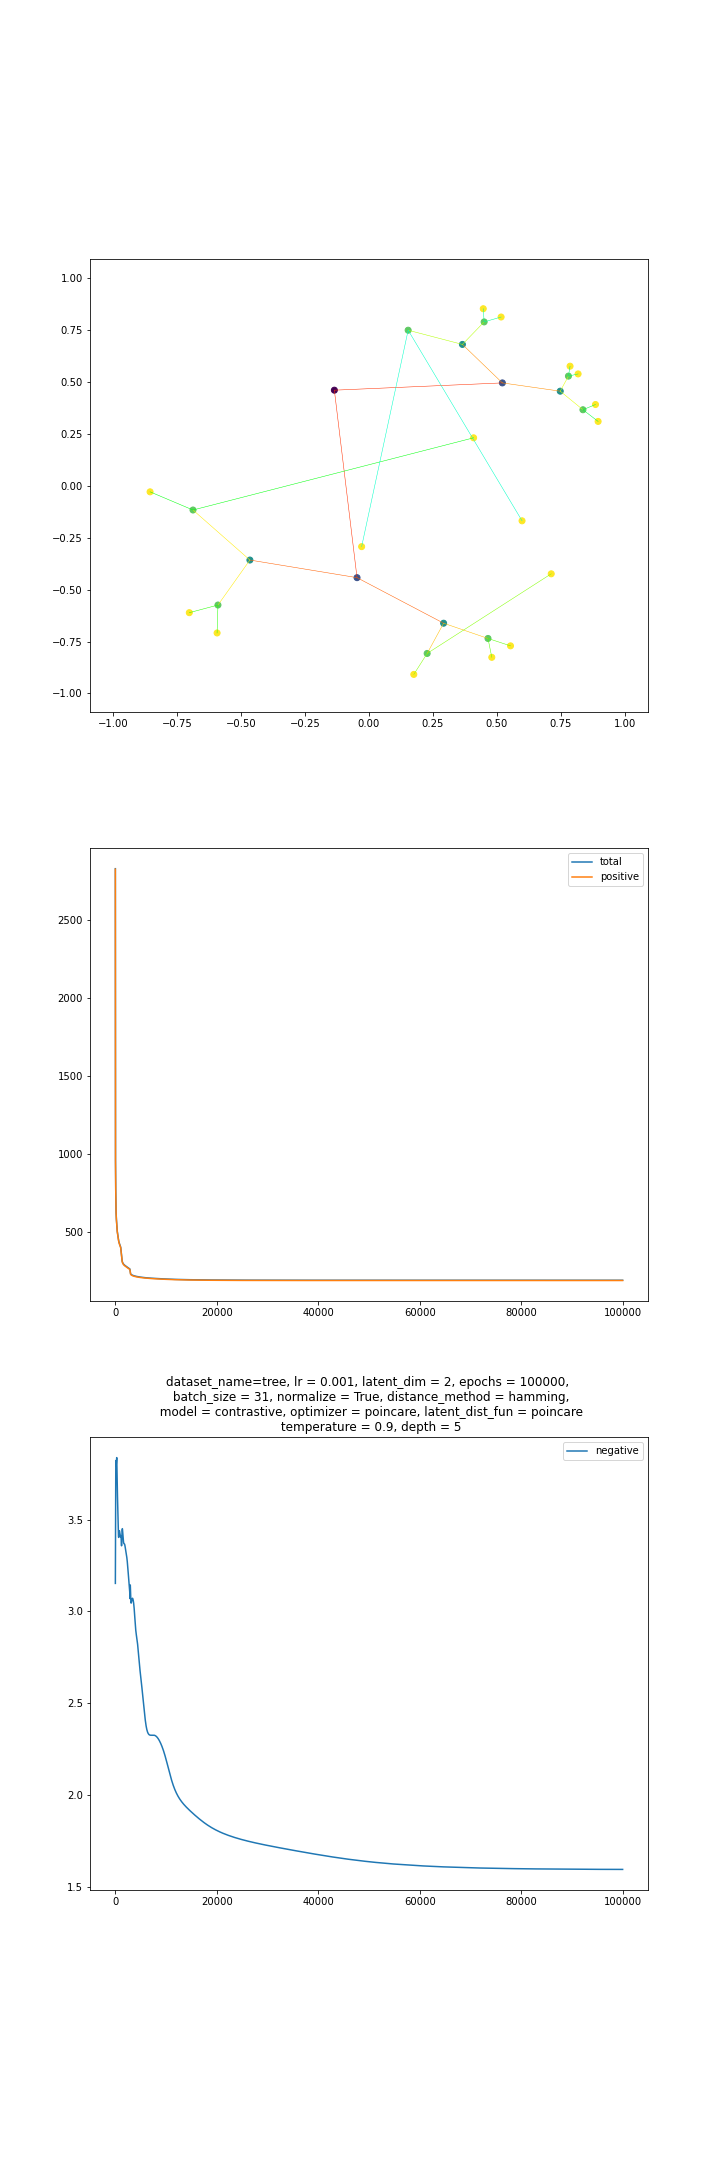 1.00
0.75
0.50
0.25
0.00
−0.25
−0.50
−0.75
−1.00
−1.00 −0.75 −0.50 −0.25 0.00 0.25 0.50 0.75 1.00
total
positive
2500
2000
1500
1000
500
0 20000 40000 60000 80000 100000
dataset_name=tree, lr = 0.001, latent_dim = 2, epochs = 100000,
batch_size = 31, normalize = True, distance_method = hamming,
model = contrastive, optimizer = poincare, latent_dist_fun = poincare
temperature = 0.9, depth = 5
negative
3.5
3.0
2.5
2.0
1.5
0 20000 40000 60000 80000 100000